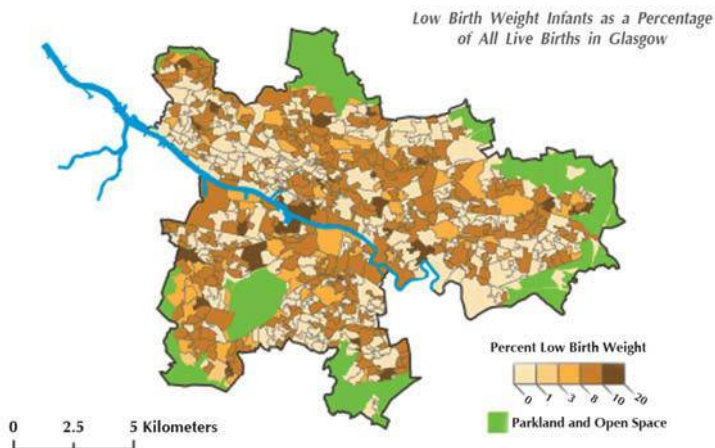 Low Birth Weight Infants as a Percentage
of All Live Births in Glasgow
Percent Low Birth Weight
0 1 3 8 10 20
Parkland and Open Space
0 2.5 5 Kilometers